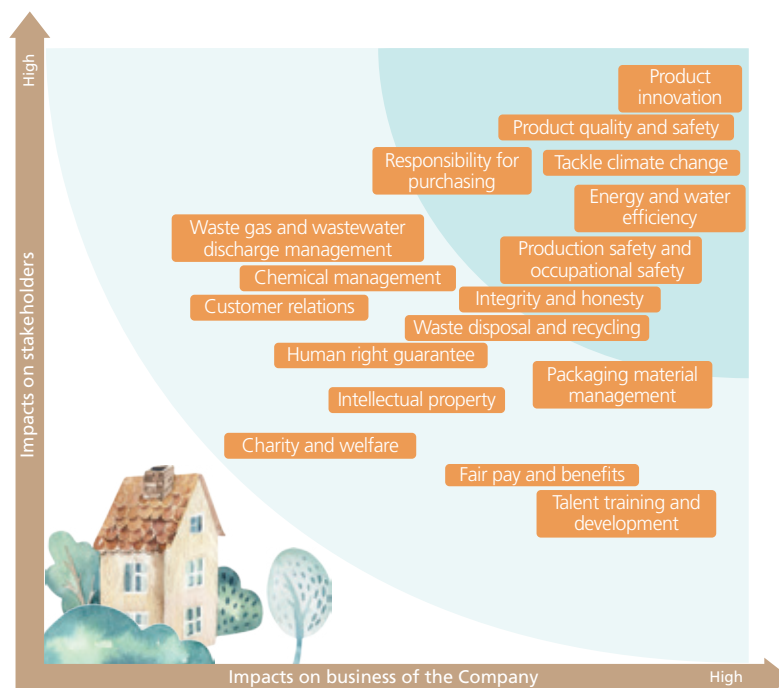 High
Impacts on stakeholders
Product
innovation
Product quality and safety
Responsibility for
purchasing
Tackle climate change
Energy and water
efficiency
Waste gas and wastewater
discharge management
Production safety and
occupational safety
Chemical management
Integrity and honesty
Customer relations
Waste disposal and recycling
Human right guarantee
Packaging material
management
Intellectual property
Charity and welfare
Fair pay and benefits
Talent training and
development
Impacts on business of the Company
High